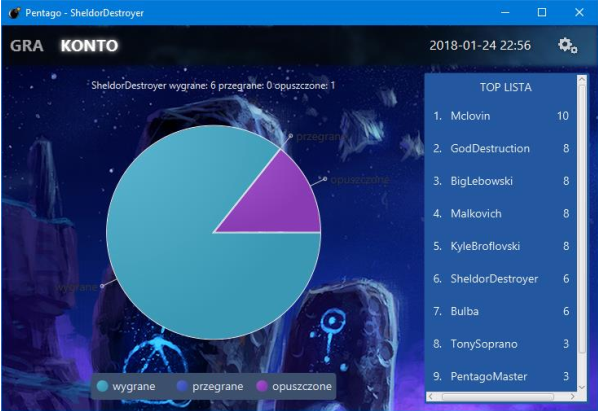 Pentago - SheldorDestroyer
GRA KONTO 2018-01-24 22:56
SheldorDestroyer wygrane: 6 przegrane: 0 opuszczone: 1
przegrane
opuszczone
wygrane
wygrane przegrane opuszczone
TOP LISTA
1. Mclovin 10
2. GodDestruction 8
3. BigLebowski 8
4. Malkovich 8
5. KyleBroflovski 8
6. SheldorDestroyer 6
7. Bulba 6
8. TonySoprano 3
9. PentagoMaster 3